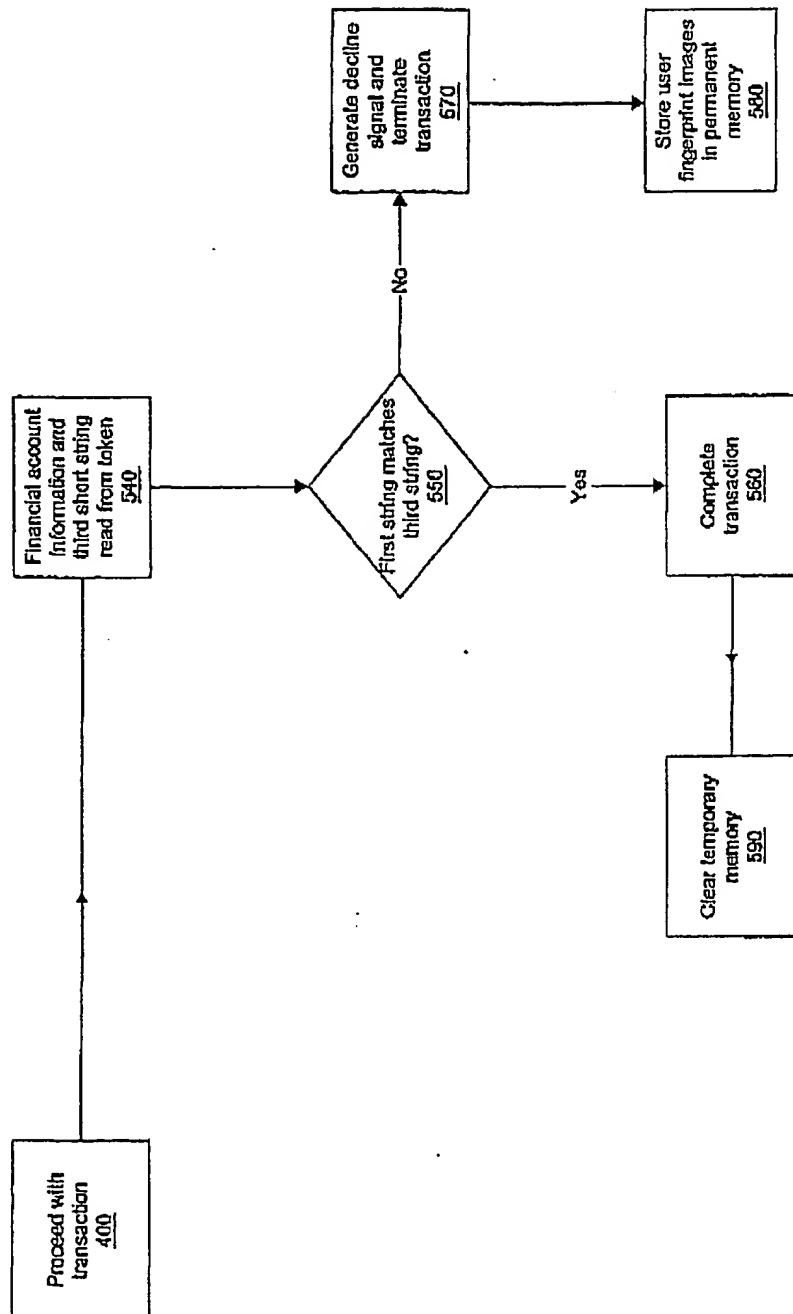 Proceed with
transaction
400
Financial account
information and
third short string
read from token
540
First string matches
third string?
550
No
Generate decline
signal and
terminate
transaction
570
Store user
fingerprint images
in permanent
memory
580
Yes
Complete
transaction
560
Clear temporary
memory
590